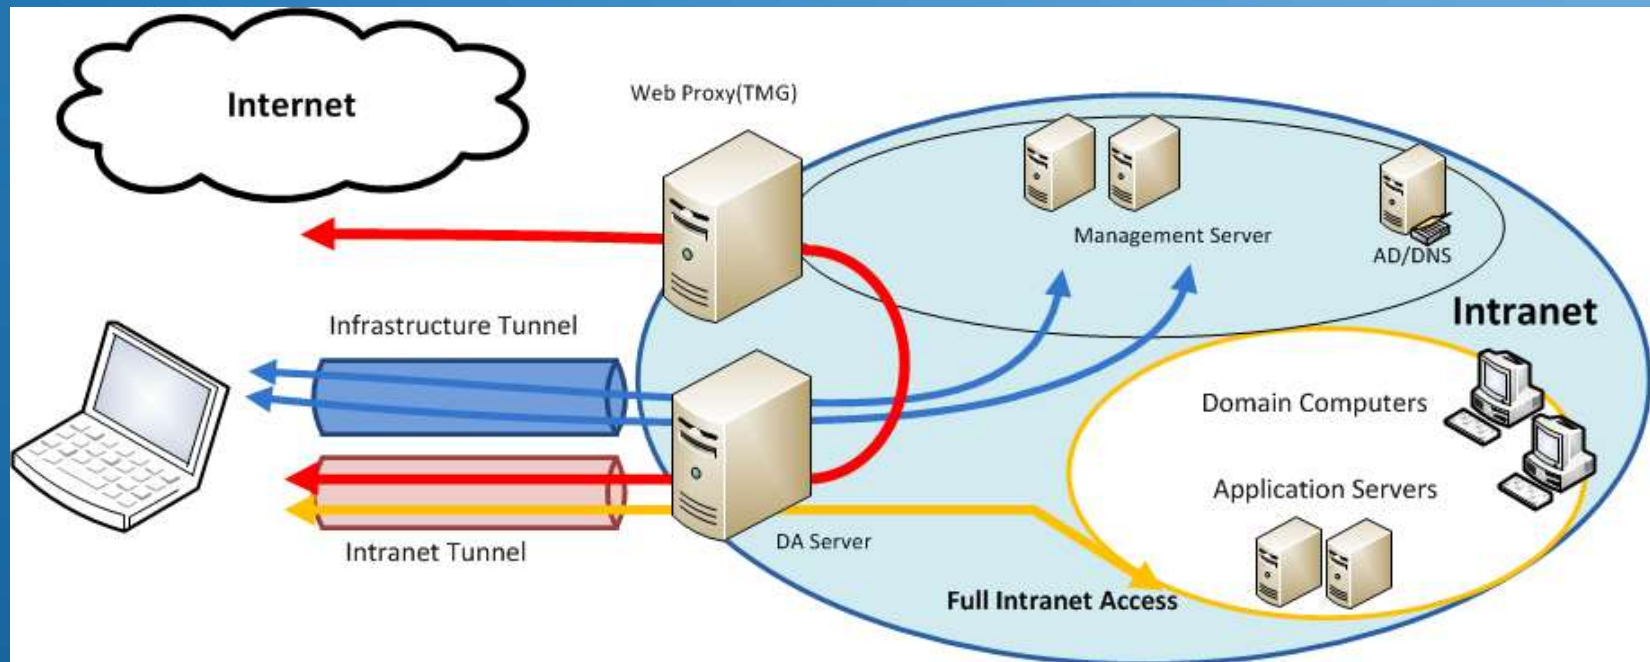 Internet
Web Proxy(TMG)
Management Server
AD/DNS
Intranet
Infrastructure Tunnel
Domain Computers
Application Servers
Intranet Tunnel
DA Server
Full Intranet Access